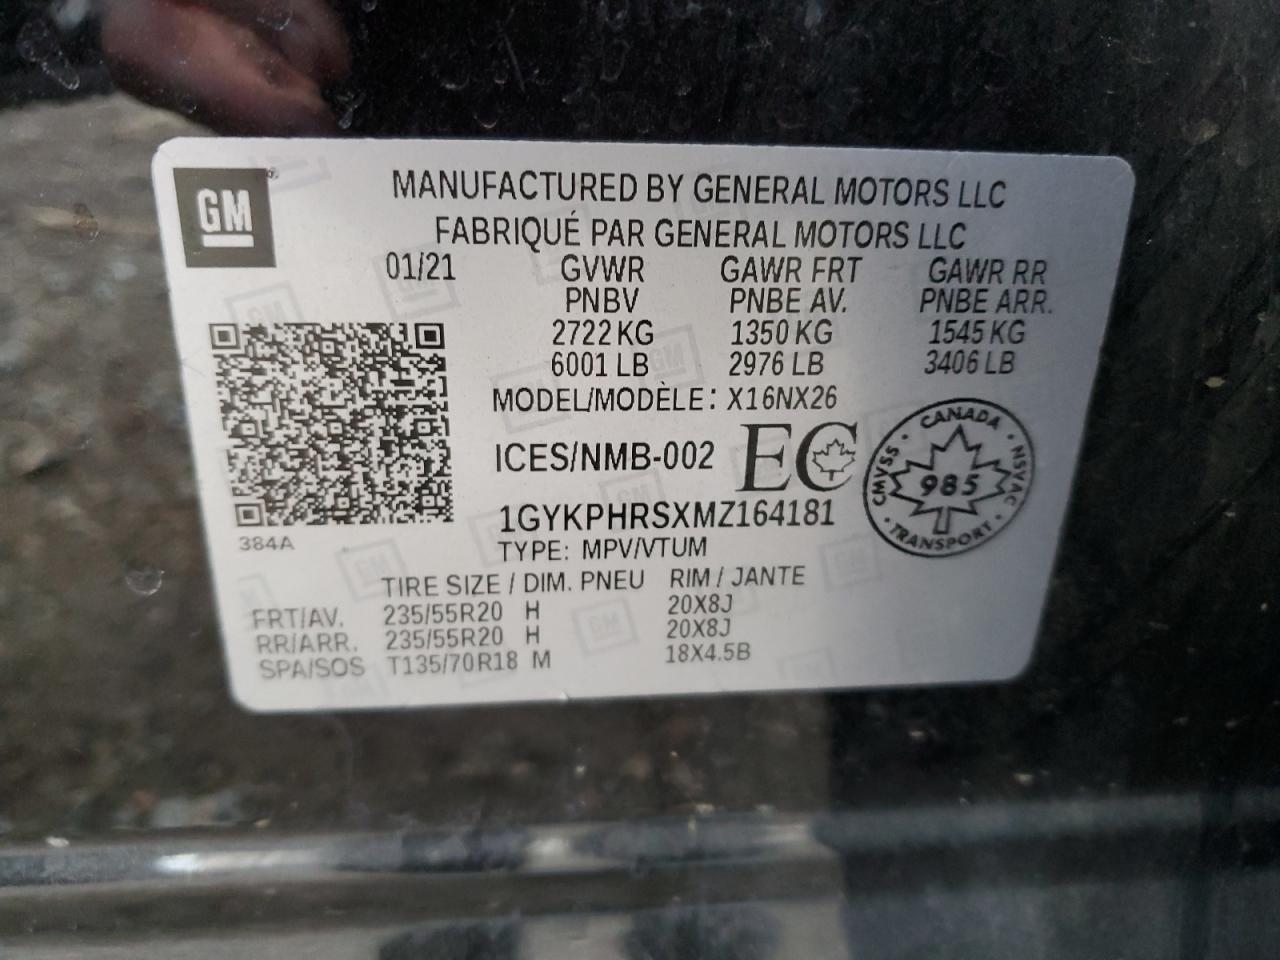 GM
MANUFACTURED BY GENERAL MOTORS LLC
FABRIQUÉ PAR GENERAL MOTORS LLC
01/21 GVWR GAWR FRT GAWR RR
PNBV PNBE AV. PNBE ARR.
2722 KG 1350 KG 1545 KG
6001 LB 2976 LB 3406 LB
MODEL/MODÈLE: X16NX26
ICES/NMB-002 EC
CANADA
CMVSS 985 NSVAC
TRANSPORT
1GYKPHRSXMZ164181
384A
TYPE: MPV/VTUM
TIRE SIZE / DIM. PNEU RIM / JANTE
FRT/AV. 235/55R20 H 20X8J
RR/ARR. 235/55R20 H 20X8J
SPA/SOS T135/70R18 M 18X4.5B